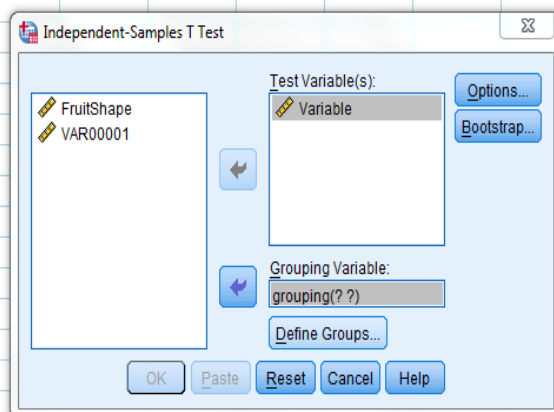 Independent-Samples T Test
FruitShape
VAR00001
Test Variable(s):
Variable
Grouping Variable:
grouping(? ?)
Define Groups...
Options...
Bootstrap...
OK Paste Reset Cancel Help